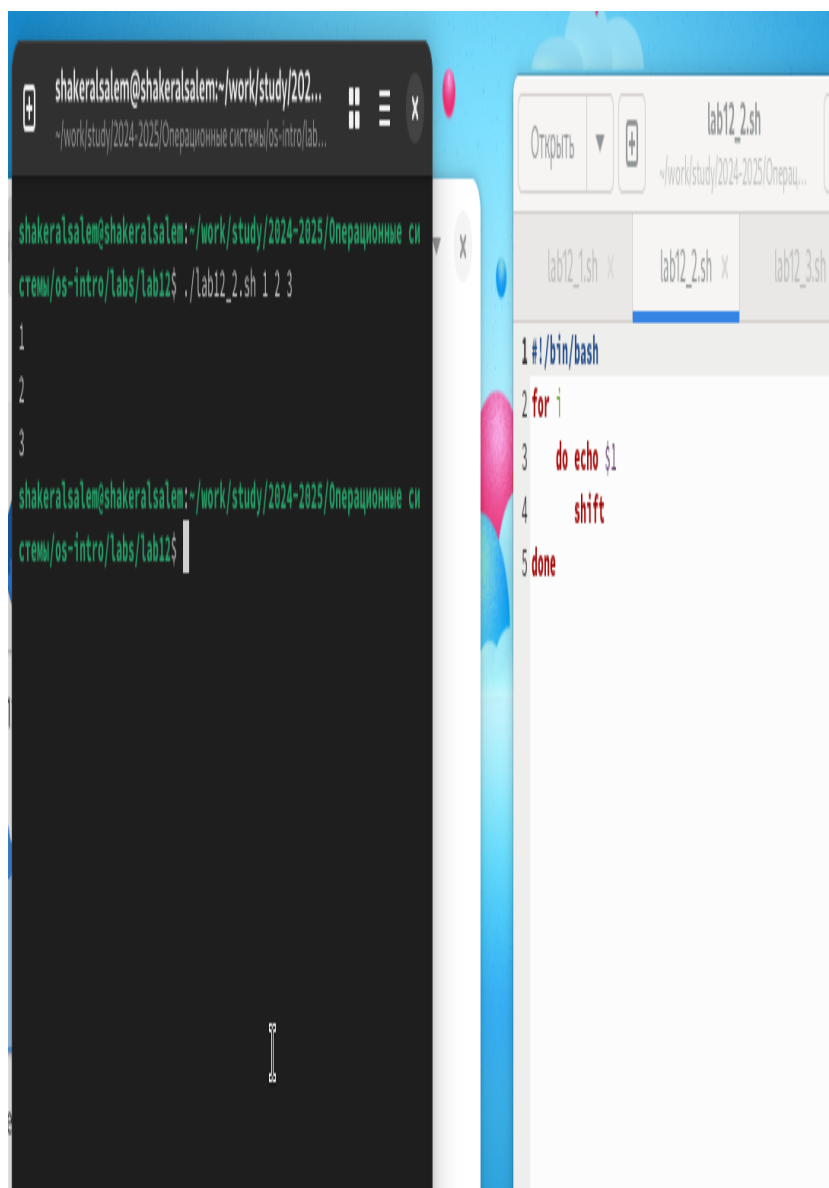 shakeralsalem@shakeralsalem:~/work/study/202...
~/work/study/2024-2025/Операционные системы/os-intro/lab...
shakeralsalem@shakeralsalem:~/work/study/2024-2025/Операционные си
стемы/os-intro/labs/lab12$ ./lab12_2.sh 1 2 3
1
2
3
shakeralsalem@shakeralsalem:~/work/study/2024-2025/Операционные си
стемы/os-intro/labs/lab12$
Открыть
lab12_2.sh
~/work/study/2024-2025/Операц...
lab12_1.sh
lab12_2.sh
lab12_3.sh
1 #!/bin/bash
2 for i
3 do echo $1
4 shift
5 done